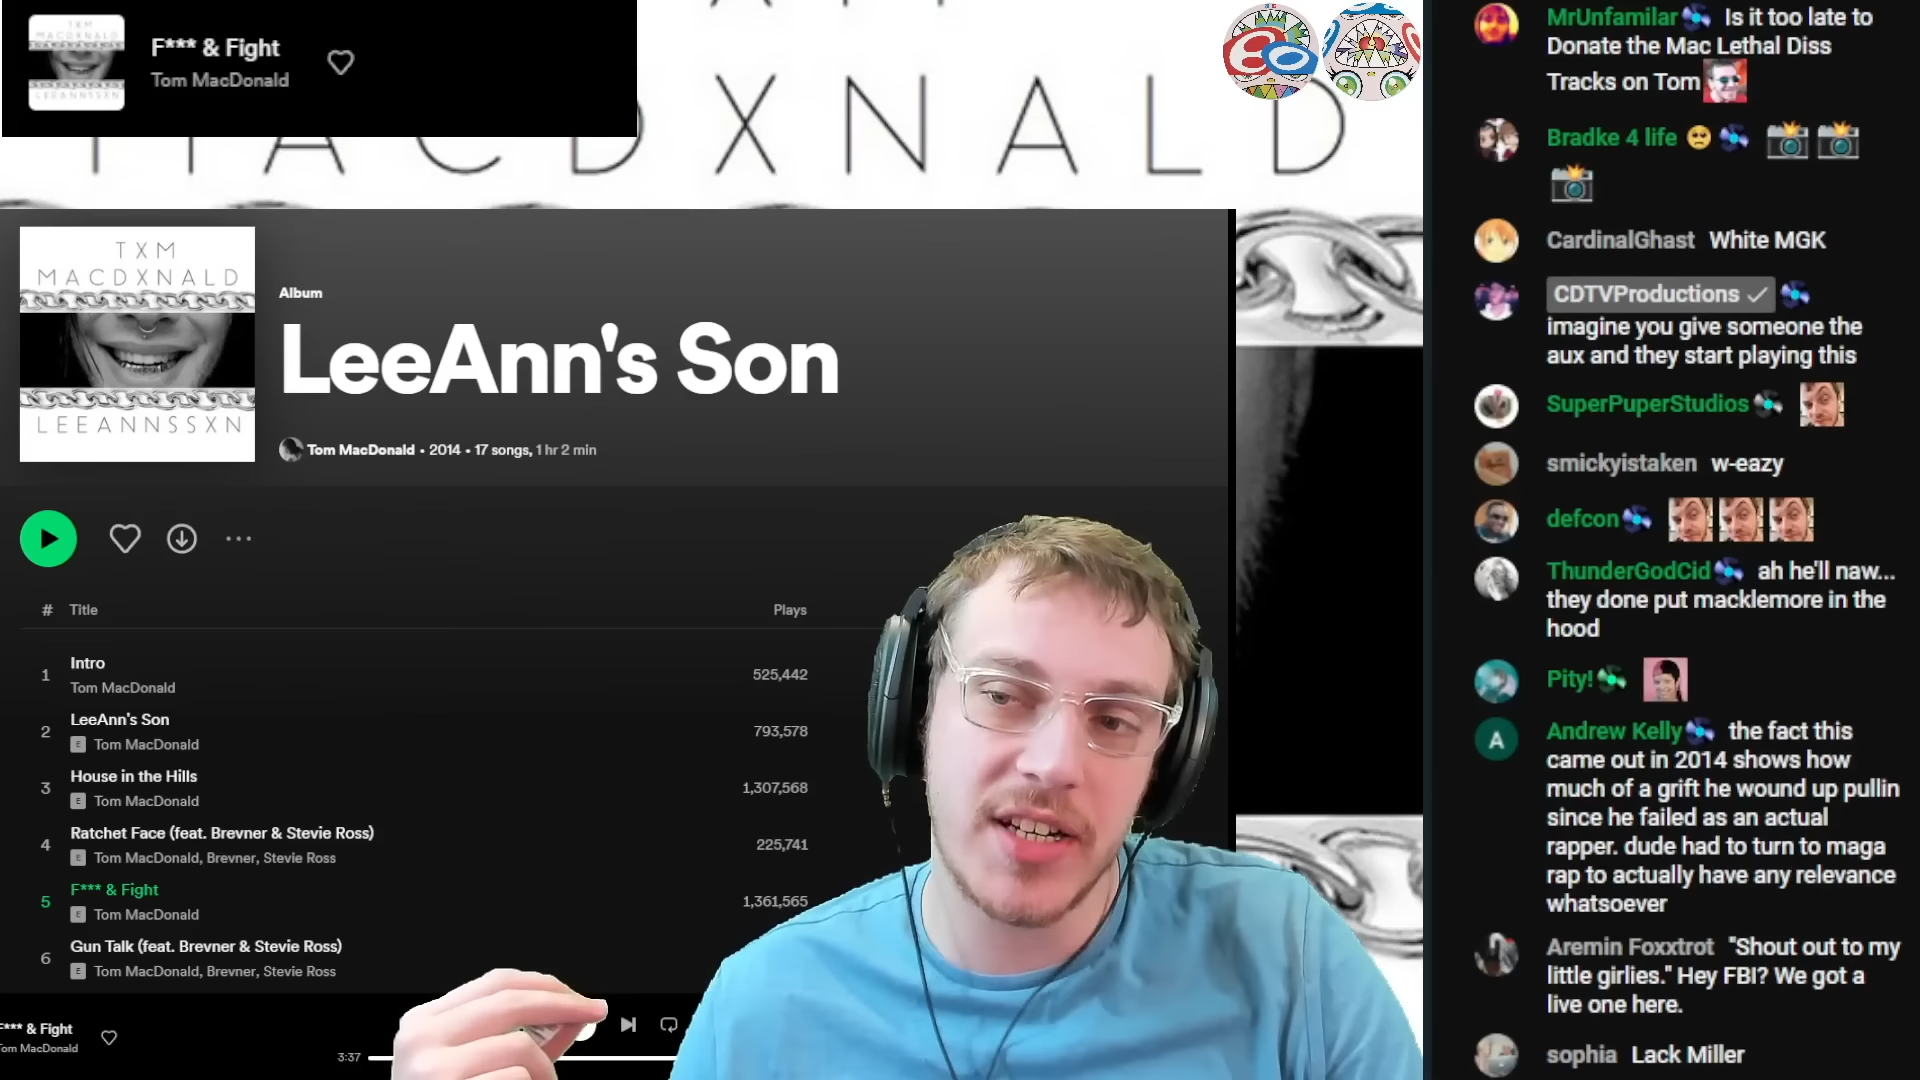 TXM
MACDXNALD
LEEANNSSXN
F*** & Fight
Tom MacDonald
MACDXNALD
TXM
MACDXNALD
LEEANNSSXN
Album
LeeAnn's Son
Tom MacDonald • 2014 • 17 songs, 1 hr 2 min
# Title Plays
1 Intro 525,442
Tom MacDonald
2 LeeAnn's Son 793,578
E Tom MacDonald
3 House in the Hills 1,307,568
E Tom MacDonald
4 Ratchet Face (feat. Brevner & Stevie Ross) 225,741
E Tom MacDonald, Brevner, Stevie Ross
5 F*** & Fight 1,361,565
E Tom MacDonald
6 Gun Talk (feat. Brevner & Stevie Ross)
E Tom MacDonald, Brevner, Stevie Ross
F*** & Fight
Tom MacDonald
3:37
MrUnfamilar Is it too late to
Donate the Mac Lethal Diss
Tracks on Tom
Bradke 4 life
CardinalGhast White MGK
CDTVProductions
imagine you give someone the
aux and they start playing this
SuperPuperStudios
smickyistaken w-eazy
defcon
ThunderGodCid ah he'll naw...
they done put macklemore in the
hood
Pity!
A
Andrew Kelly the fact this
came out in 2014 shows how
much of a grift he wound up pullin
since he failed as an actual
rapper. dude had to turn to maga
rap to actually have any relevance
whatsoever
Aremin Foxxtrot "Shout out to my
little girlies." Hey FBI? We got a
live one here.
sophia Lack Miller